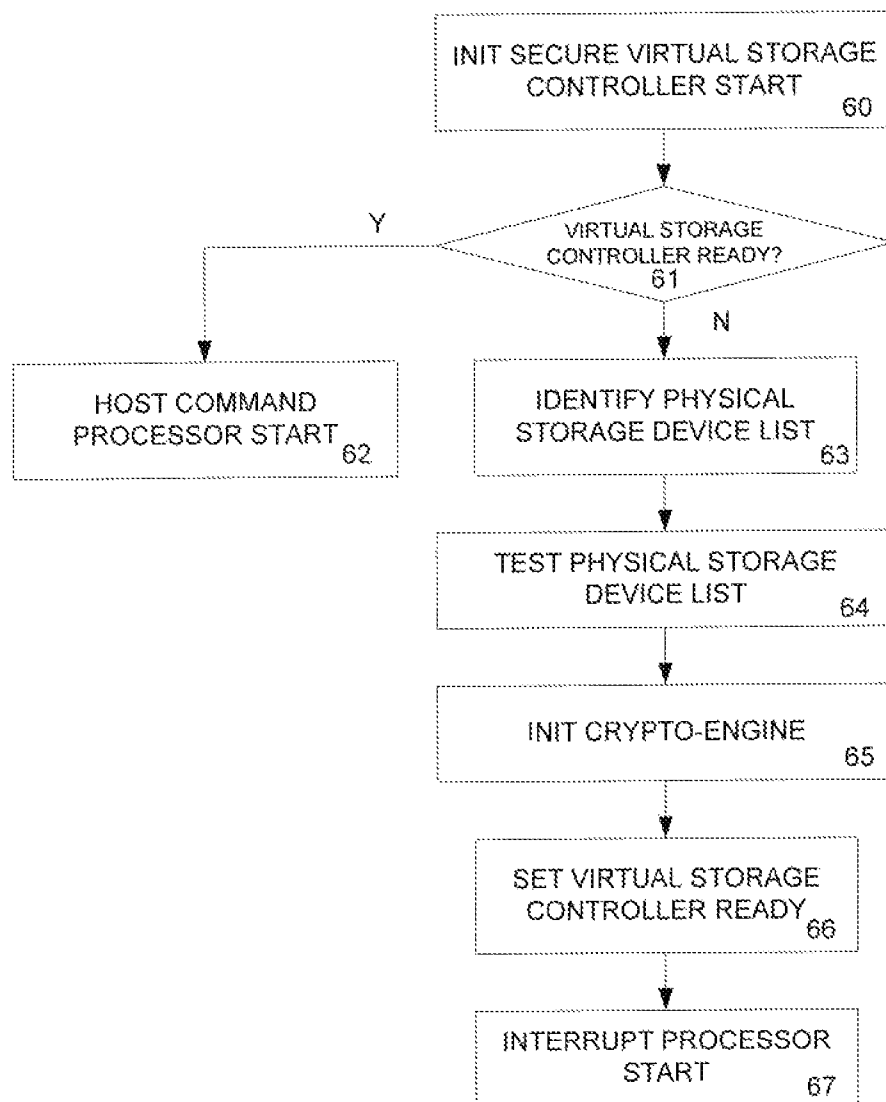 INIT SECURE VIRTUAL STORAGE
CONTROLLER START
60
VIRTUAL STORAGE
CONTROLLER READY?
61
Y
N
HOST COMMAND
PROCESSOR START
62
IDENTIFY PHYSICAL
STORAGE DEVICE LIST
63
TEST PHYSICAL STORAGE
DEVICE LIST
64
INIT CRYPTO-ENGINE
65
SET VIRTUAL STORAGE
CONTROLLER READY
66
INTERRUPT PROCESSOR
START
67